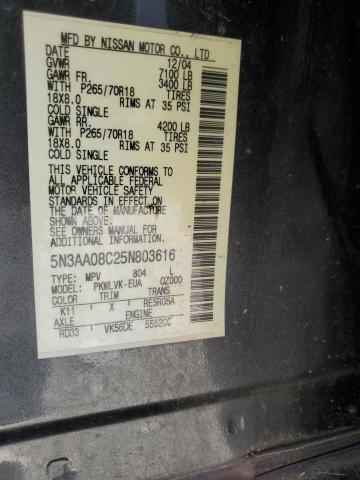 MFD BY NISSAN MOTOR CO., LTD
DATE 12/04
GVWR 7100 LB
GAWR FR. 3400 LB
WITH P265/70R18 TIRES
18X8.0 RIMS AT 35 PSI
COLD SINGLE
GAWR RR. 4200 LB
WITH P265/70R18 TIRES
18X8.0 RIMS AT 35 PSI
COLD SINGLE
THIS VEHICLE CONFORMS TO
ALL APPLICABLE FEDERAL
MOTOR VEHICLE SAFETY
STANDARDS IN EFFECT ON
THE DATE OF MANUFACTURE
SHOWN ABOVE.
SEE OWNERS MANUAL FOR
ADDITIONAL INFORMATION
5N3AA08C25N803616
TYPE: MPV 804 L
MODEL: PKWLVK-EUA OZ000
COLOR TRIM TRANS
K11 X RE5R05A
AXLE ENGINE
RD33 VK56DE 5552CC